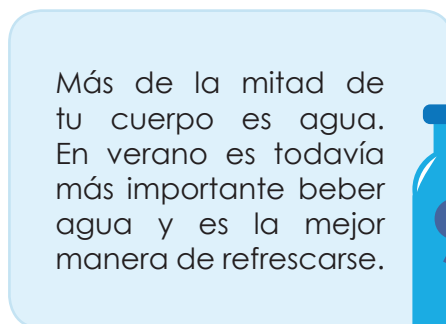 Más de la mitad de
tu cuerpo es agua.
En verano es todavía
más importante beber
agua y es la mejor
manera de refrescarse.